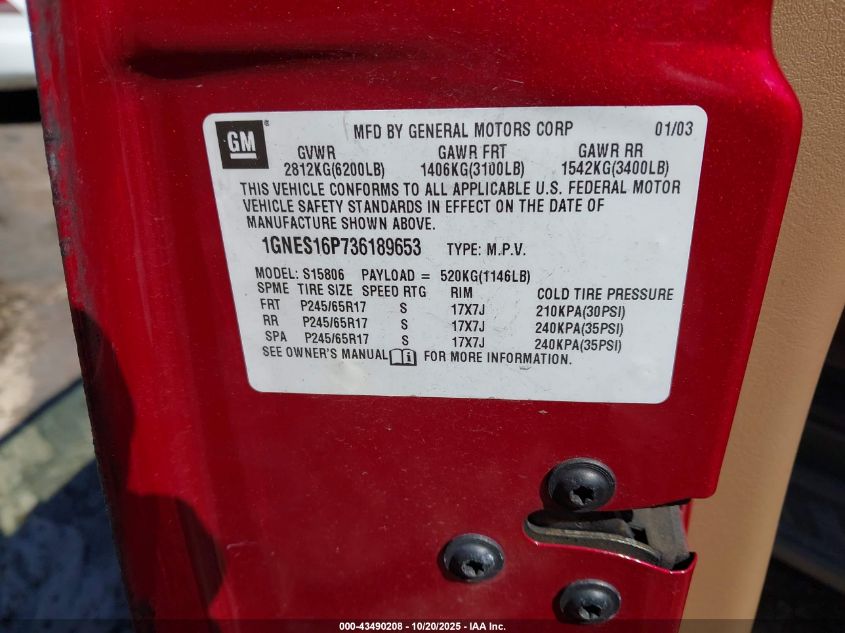 GM®
MFD BY GENERAL MOTORS CORP 01/03
GVWR GAWR FRT GAWR RR
2812KG(6200LB) 1406KG(3100LB) 1542KG(3400LB)
THIS VEHICLE CONFORMS TO ALL APPLICABLE U.S. FEDERAL MOTOR
VEHICLE SAFETY STANDARDS IN EFFECT ON THE DATE OF
MANUFACTURE SHOWN ABOVE.
1GNES16P736189653 TYPE: M.P.V.
MODEL: S15806 PAYLOAD = 520KG(1146LB)
SPME TIRE SIZE SPEED RTG RIM COLD TIRE PRESSURE
FRT P245/65R17 S 17X7J 210KPA(30PSI)
RR P245/65R17 S 17X7J 240KPA(35PSI)
SPA P245/65R17 S 17X7J 240KPA(35PSI)
SEE OWNER'S MANUAL i FOR MORE INFORMATION.
000-43490208 - 10/20/2025 - IAA Inc.